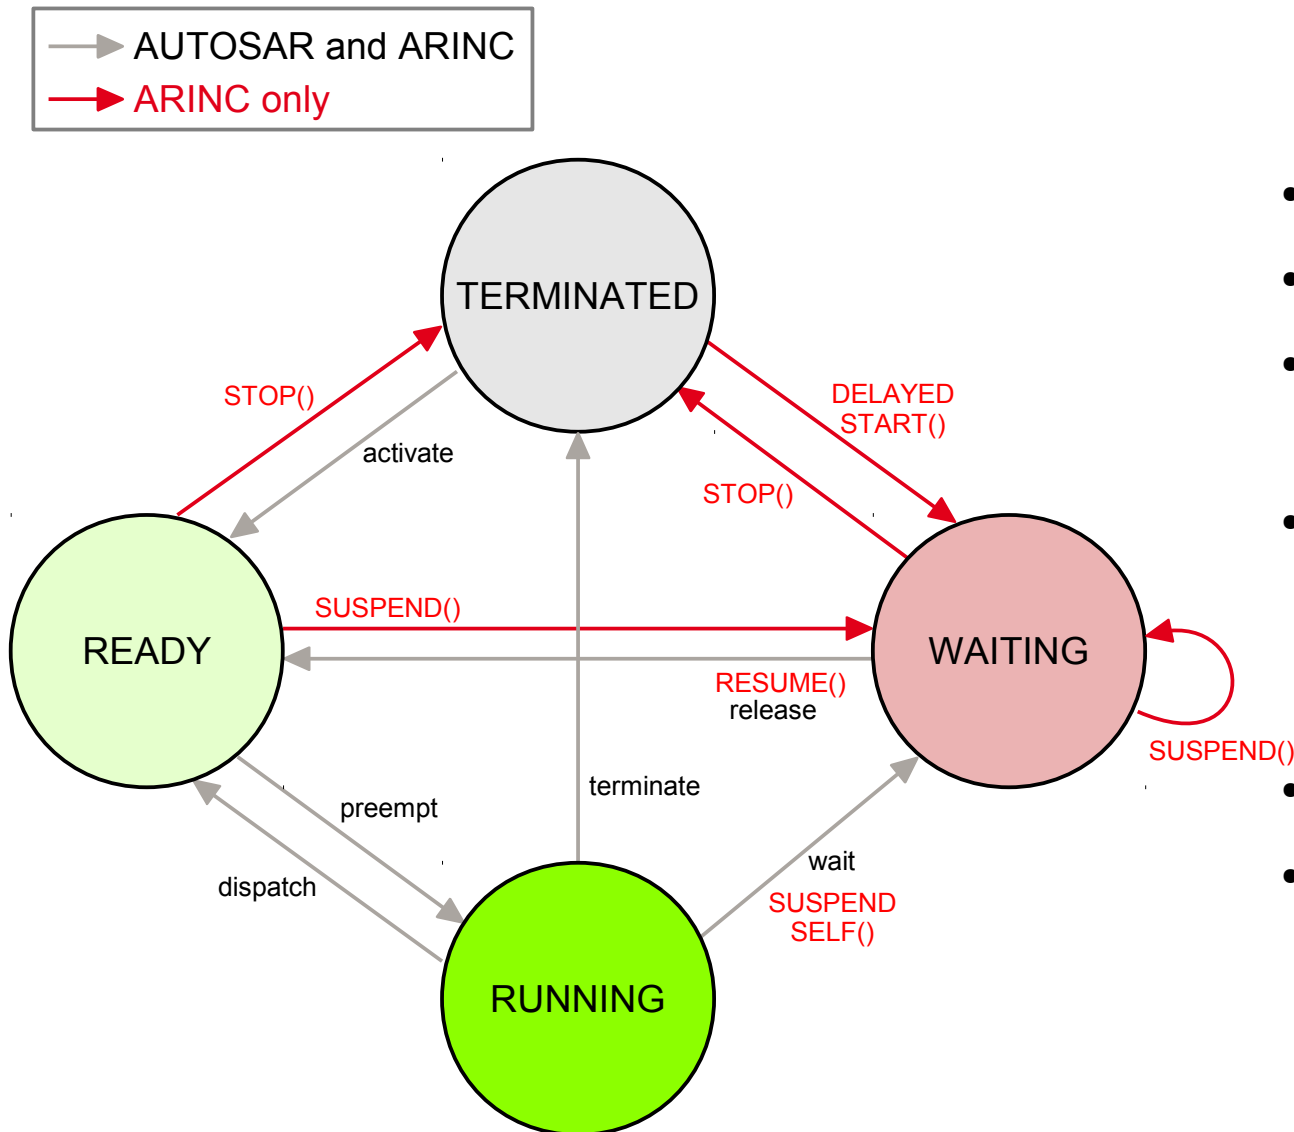 AUTOSAR and ARINC
ARINC only
TERMINATED
STOP()
DELAYED
START()
activate
STOP()
SUSPEND()
READY
WAITING
RESUME()
release
SUSPEND()
terminate
preempt
wait
dispatch
SUSPEND
SELF()
RUNNING